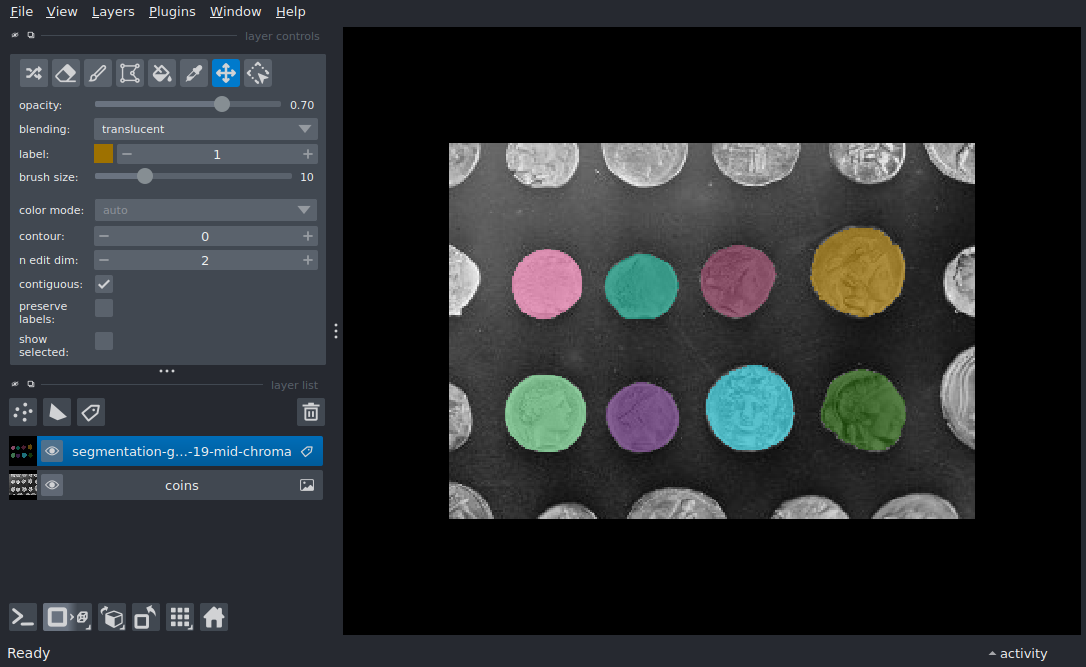 File View Layers Plugins Window Help
layer controls
opacity: 0.70
blending: translucent
label: 1
brush size: 10
color mode: auto
contour: 0
n edit dim: 2
contiguous:
preserve
labels:
show
selected:
layer list
segmentation-g...-19-mid-chroma
coins
Ready
activity